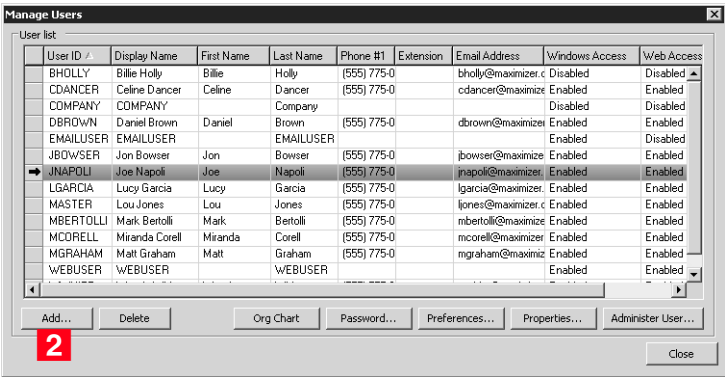 Manage Users
User list
User ID Display Name First Name Last Name Phone #1 Extension Email Address Windows Access Web Access
BHOLLY Billie Holly Billie Holly (555) 775-0 bholly@maximizer.c Disabled Disabled
CDANCER Celine Dancer Celine Dancer (555) 775-0 cdancer@maximizer Enabled Enabled
COMPANY COMPANY Company Disabled Disabled
DBROWN Daniel Brown Daniel Brown (555) 775-0 dbrown@maximizer Enabled Enabled
EMAILUSER EMAILUSER EMAILUSER Enabled Disabled
JBOWSER Jon Bowser Jon Bowser (555) 775-0 jbowser@maximize Enabled Enabled
JNAPOLI Joe Napoli Joe Napoli (555) 775-0 jnapoli@maximizer. Enabled Enabled
LGARCIA Lucy Garcia Lucy Garcia (555) 775-0 lgarcia@maximizer. Enabled Enabled
MASTER Lou Jones Lou Jones (555) 775-0 ljones@maximizer.c Enabled Enabled
MBERTOLLI Mark Bertolli Mark Bertolli (555) 775-0 mbertolli@maximize Enabled Enabled
MCORELL Miranda Corell Miranda Corell (555) 775-0 mcorell@maximizer Enabled Enabled
MGRAHAM Matt Graham Matt Graham (555) 775-0 mgraham@maximiz Enabled Enabled
WEBUSER WEBUSER WEBUSER Enabled Enabled
Add... Delete Org Chart Password... Preferences... Properties... Administer User...
2
Close